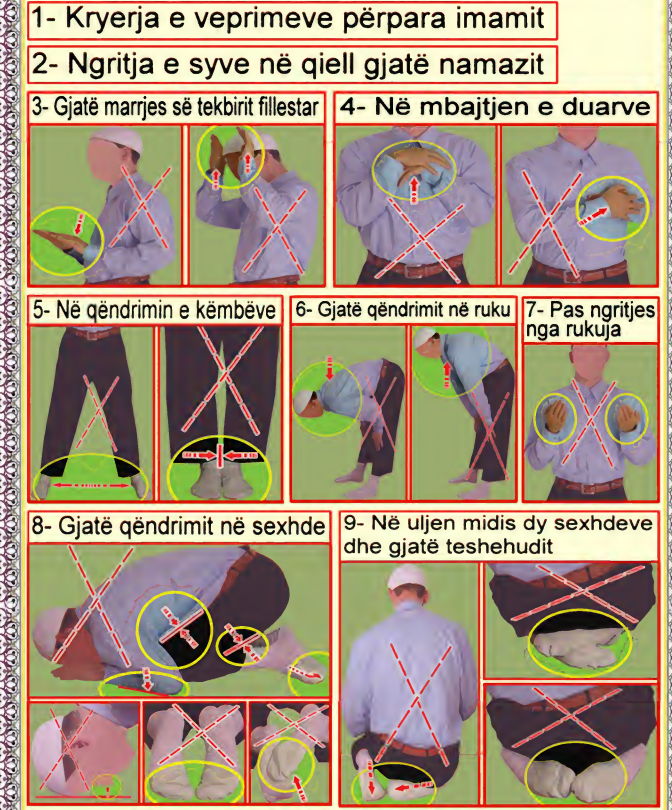 1- Kryerja e veprimeve përpara imamit
2- Ngritja e syve në qiell gjatë namazit
3- Gjatë marrjes së tekbirit fillestar
4- Në mbajtjen e duarve
5- Në qëndrimin e këmbëve
6- Gjatë qëndrimit në ruku
7- Pas ngritjes
nga rukuja
8- Gjatë qëndrimit në sexhde
9- Në uljen midis dy sexhdeve
dhe gjatë teshehudit